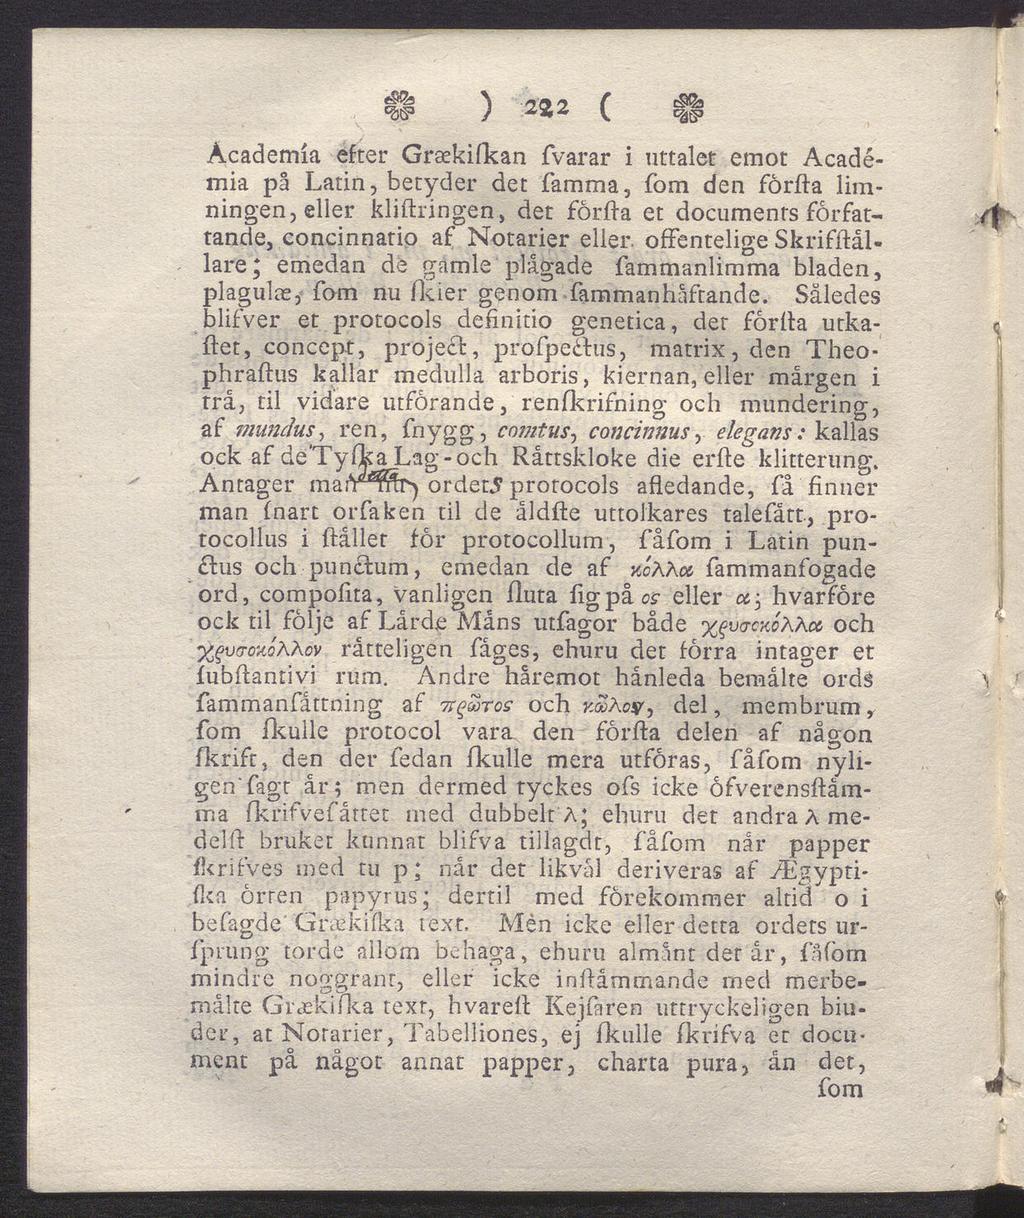 ) 222 (
Academía efter Grækiſkan ſvarar i uttalet emot Acadé-
mia på Latin, betyder det ſamma, ſom den förſta lim-
ningen, eller kliſtringen, det förſta et documents förfat-
tande, concinnatio af Notarier eller offentelige Skrifſtål-
lare; emedan de gamle plågade ſammanlimma bladen,
plagulæ, ſom nu ſkier genom ſammanhåftande. Således
blifver et protocols definitio genetica, det förſta utka-
ſtet, concept, project, proſpectus, matrix, den Theo-
phraſtus kallar medulla arboris, kiernan, eller mårgen i
trå, til vidare utförande, renſkrifning och mundering,
af mundus, ren, ſnygg, comtus, concinnus, elegans: kallas
ock af de Tyſka Lag-och Råttskloke die erſte klitterung.
Antager man detta ordets protocols afledande, ſå finner
man ſnart orſaken til de åldſte uttolkares taleſått, pro-
tocollus i ſtållet för protocollum, ſåſom i Latin pun-
ctus och punctum, emedan de af κόλλα ſammanfogade
ord, compoſita, vanligen ſluta ſig på ος eller α; hvarföre
ock til följe af Lårde Måns utſagor både χρυσοκόλλα och
χρυσοκόλλον råtteligen ſåges, ehuru det förra intager et
ſubſtantivi rum. Andre håremot hånleda bemålte ords
ſammanſåttning af πρῶτος och κῶλον, del, membrum,
ſom ſkulle protocol vara den förſta delen af någon
ſkrift, den der ſedan ſkulle mera utföras, ſåſom nyli-
gen ſagt år; men dermed tyckes oſs icke öfverensſtåm-
ma ſkrifveſåttet med dubbelt λ; ehuru det andra λ me-
delſt bruket kunnat blifva tillagdt, ſåſom når papper
ſkrifves med tu p; når det likvål deriveras af Ægypti-
ſka örten papyrus; dertil med förekommer altid o i
beſagde Grækiſka text. Men icke eller detta ordets ur-
ſprung torde allom behaga, ehuru almånt det år, ſåſom
mindre noggrant, eller icke inſtåmmande med merbe-
målte Grækiſka text, hvareſt Kejſaren uttryckeligen biu-
der, at Notarier, Tabelliones, ej ſkulle ſkrifva et docu-
ment på något annat papper, charta pura, ån det,
ſom